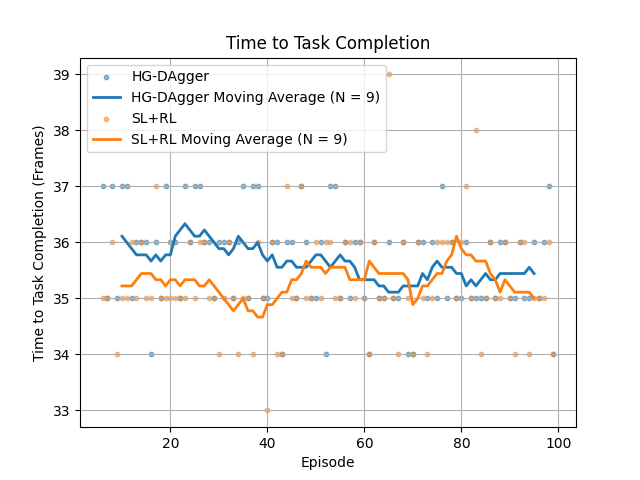 Time to Task Completion
HG-DAgger
HG-DAgger Moving Average (N = 9)
SL+RL
SL+RL Moving Average (N = 9)
Time to Task Completion (Frames)
39
38
37
36
35
34
33
20
40
60
80
100
Episode